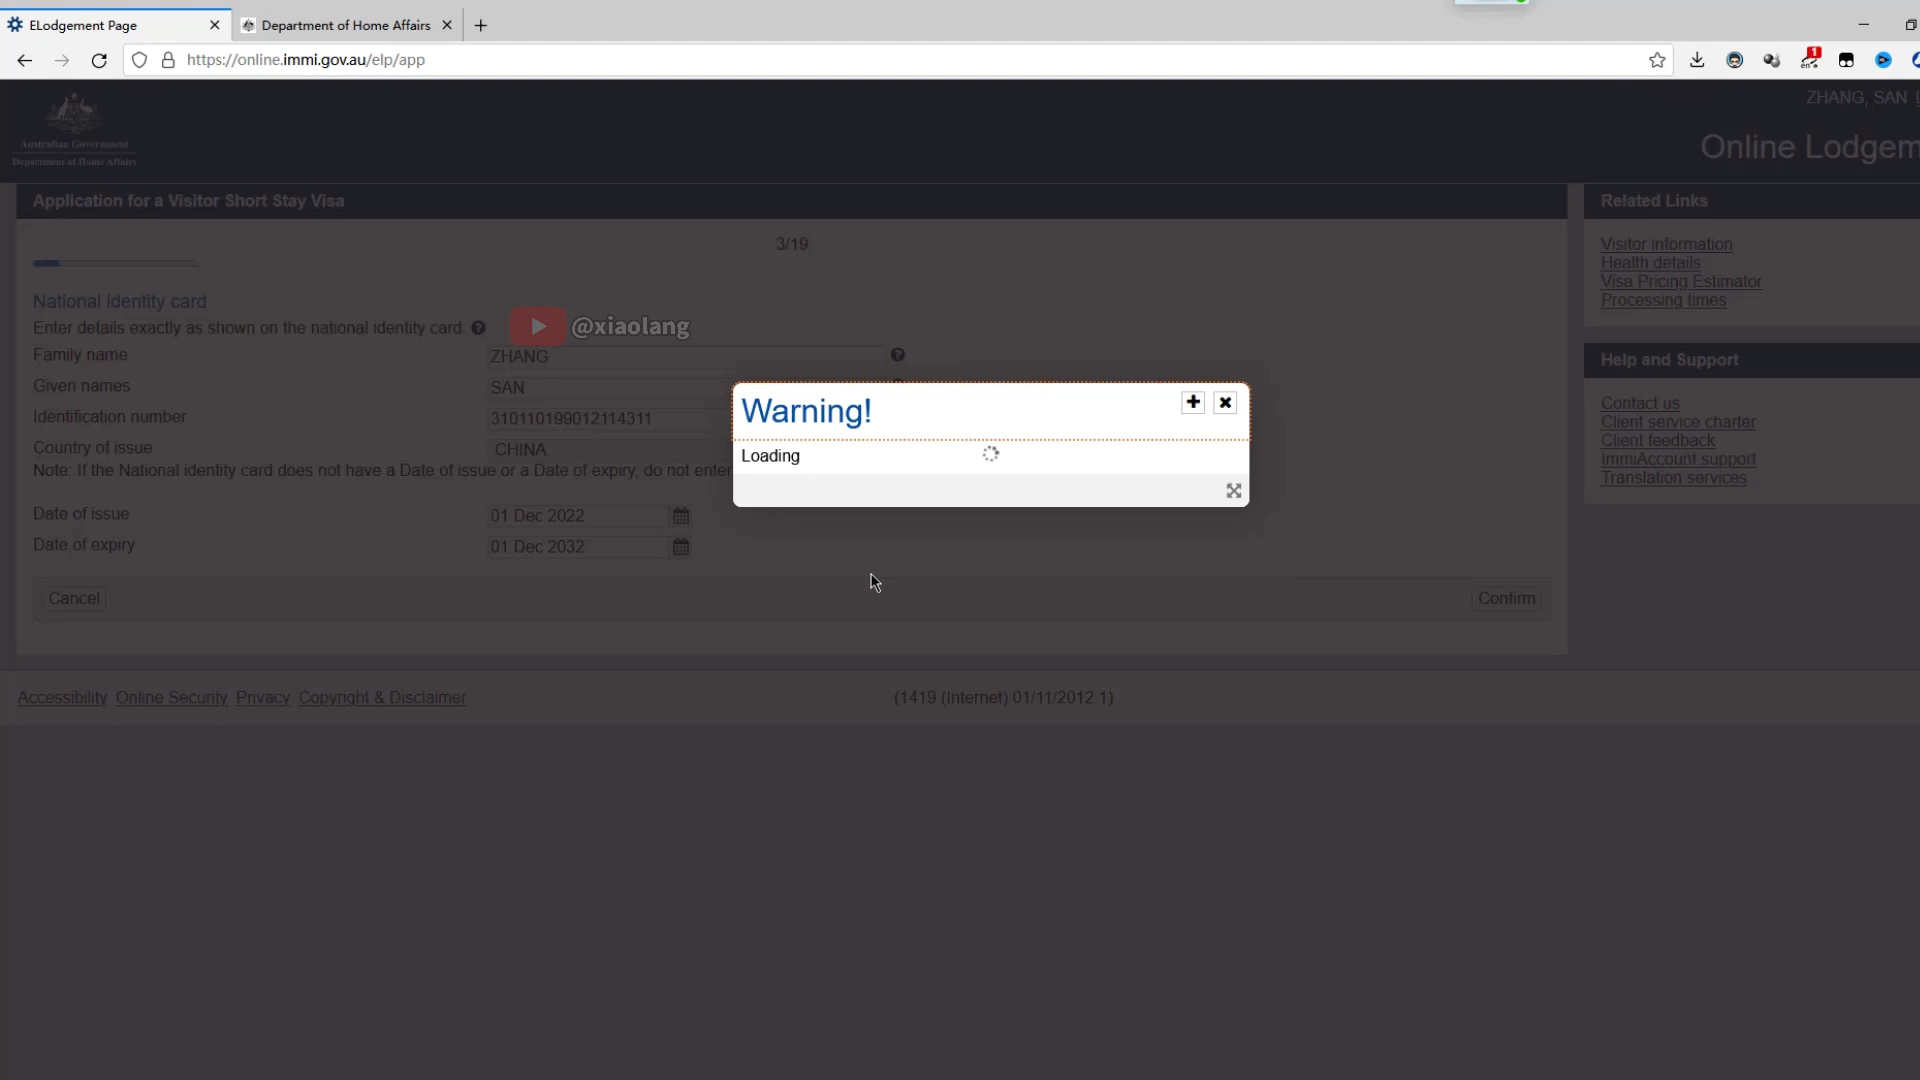 ELodgement Page
Department of Home Affairs
https://online.immi.gov.au/elp/app
1
en
ZHANG, SAN
Australian Government
Department of Home Affairs
Online Lodgem
Application for a Visitor Short Stay Visa
Related Links
3/19
Visitor information
Health details
Visa Pricing Estimator
Processing times
National identity card
Enter details exactly as shown on the national identity card
@xiaolang
Family name
ZHANG
Help and Support
Given names
SAN
Warning!
Contact us
Identification number
310110199012114311
Client service charter
Client feedback
Country of issue
CHINA
Loading
ImmiAccount support
Note: If the National identity card does not have a Date of issue or a Date of expiry, do not enter
Translation services
Date of issue
01 Dec 2022
Date of expiry
01 Dec 2032
Cancel
Confirm
Accessibility Online Security Privacy Copyright & Disclaimer
(1419 (Internet) 01/11/2012.1)